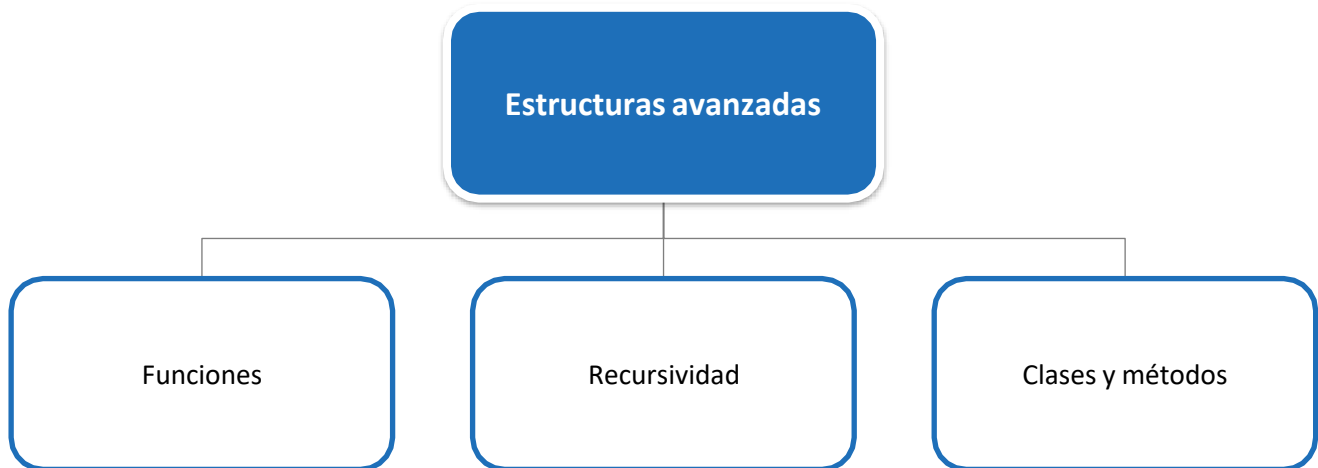 Estructuras avanzadas
Funciones
Recursividad
Clases y métodos